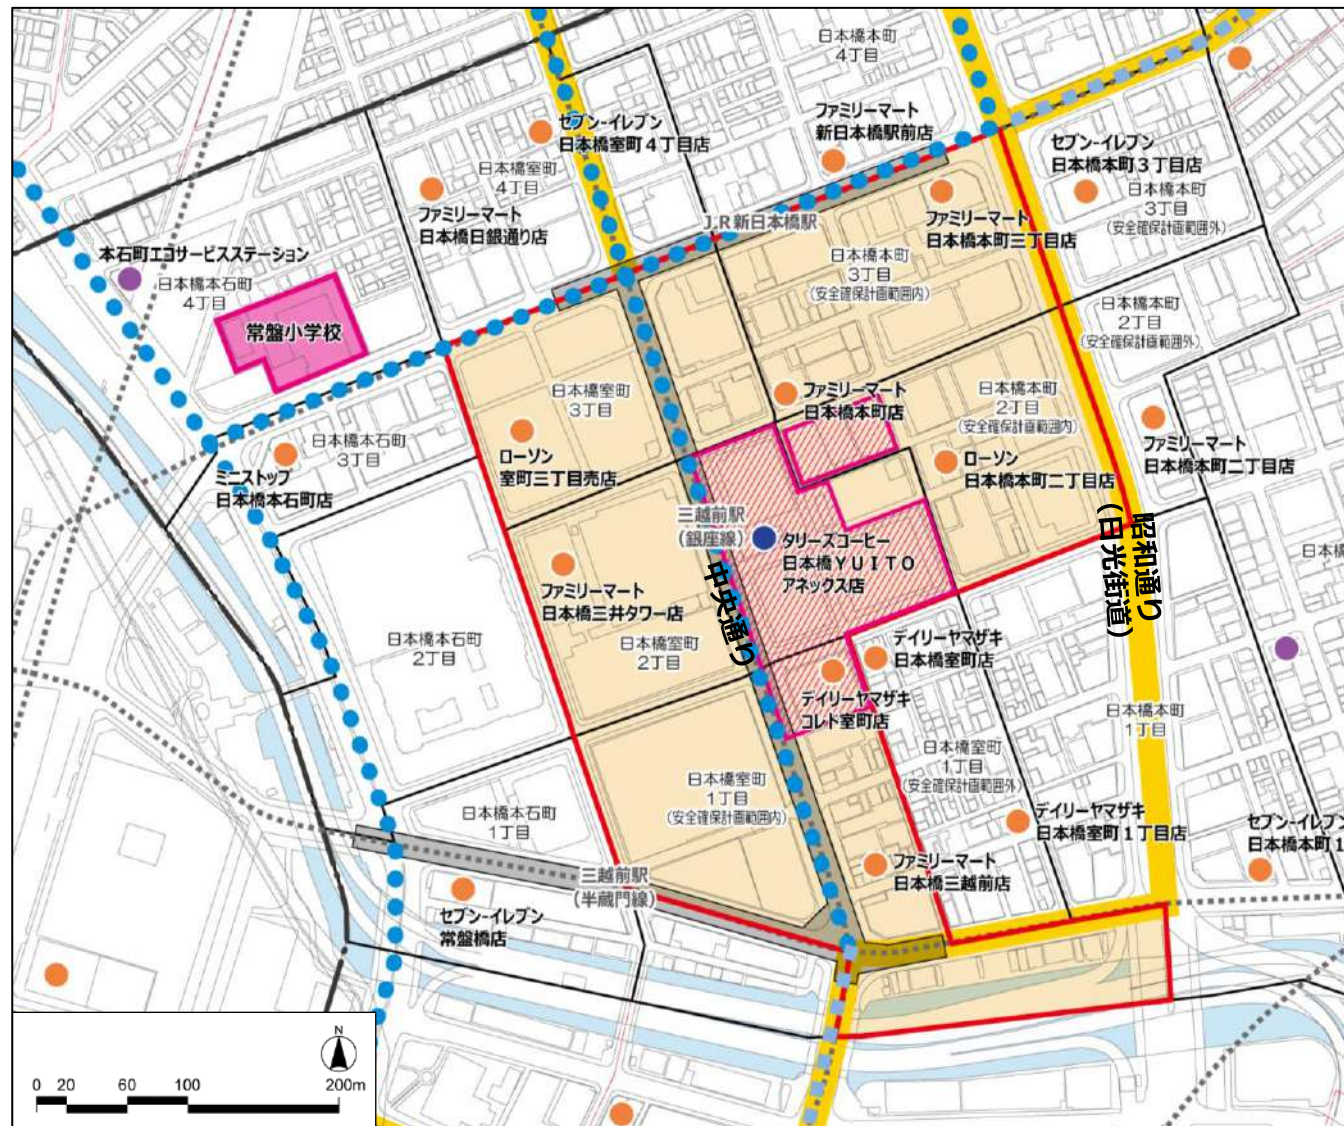 日本橋本町
4丁目
セブン-イレブン
日本橋室町４丁目店
ファミリーマート
新日本橋駅前店
セブン-イレブン
日本橋本町３丁目店
日本橋室町
4丁目
ファミリーマート
日本橋日銀通り店
日本橋本町
3丁目
(安全確保計画範囲外)
ファミリーマート
日本橋本町三丁目店
ＪＲ新日本橋駅
本石町エコサービスステーション
日本橋本石町
4丁目
常盤小学校
日本橋本町
3丁目
(安全確保計画範囲内)
日本橋本町
2丁目
(安全確保計画範囲外)
日本橋室町
3丁目
ファミリーマート
日本橋本町店
日本橋本町
2丁目
(安全確保計画範囲内)
日本橋本石町
3丁目
ミニストップ
日本橋本石町店
ローソン
室町三丁目売店
ローソン
日本橋本町二丁目店
ファミリーマート
日本橋本町二丁目店
三越前駅
(銀座線)
タリーズコーヒー
日本橋ＹＵＩＴＯ
アネックス店
中央通り
昭和通り
(日光街道)
日本橋
ファミリーマート
日本橋三井タワー店
日本橋本石町
2丁目
日本橋室町
2丁目
デイリーヤマザキ
日本橋室町店
デイリーヤマザキ
コレド室町店
日本橋本町
1丁目
日本橋室町
1丁目
(安全確保計画範囲外)
日本橋室町
1丁目
(安全確保計画範囲内)
日本橋本石町
1丁目
デイリーヤマザキ
日本橋室町１丁目店
セブン-イレブン
日本橋本町１
三越前駅
(半蔵門線)
ファミリーマート
日本橋三越前店
セブン-イレブン
常盤橋店
N
0 20 60 100 200m